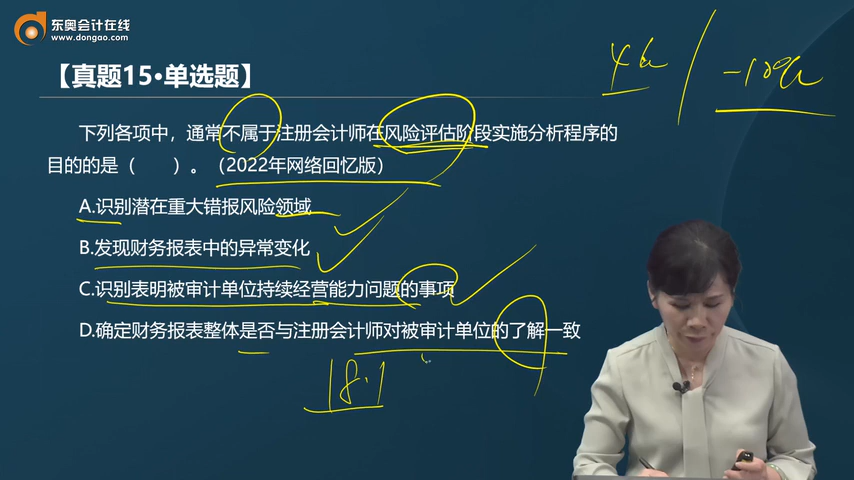 东奥会计在线
www.dongao.com
【真题15·单选题】
下列各项中，通常不属于注册会计师在风险评估阶段实施分析程序的
目的的是（　　）。（2022年网络回忆版）
A.识别潜在重大错报风险领域
B.发现财务报表中的异常变化
C.识别表明被审计单位持续经营能力问题的事项
D.确定财务报表整体是否与注册会计师对被审计单位的了解一致